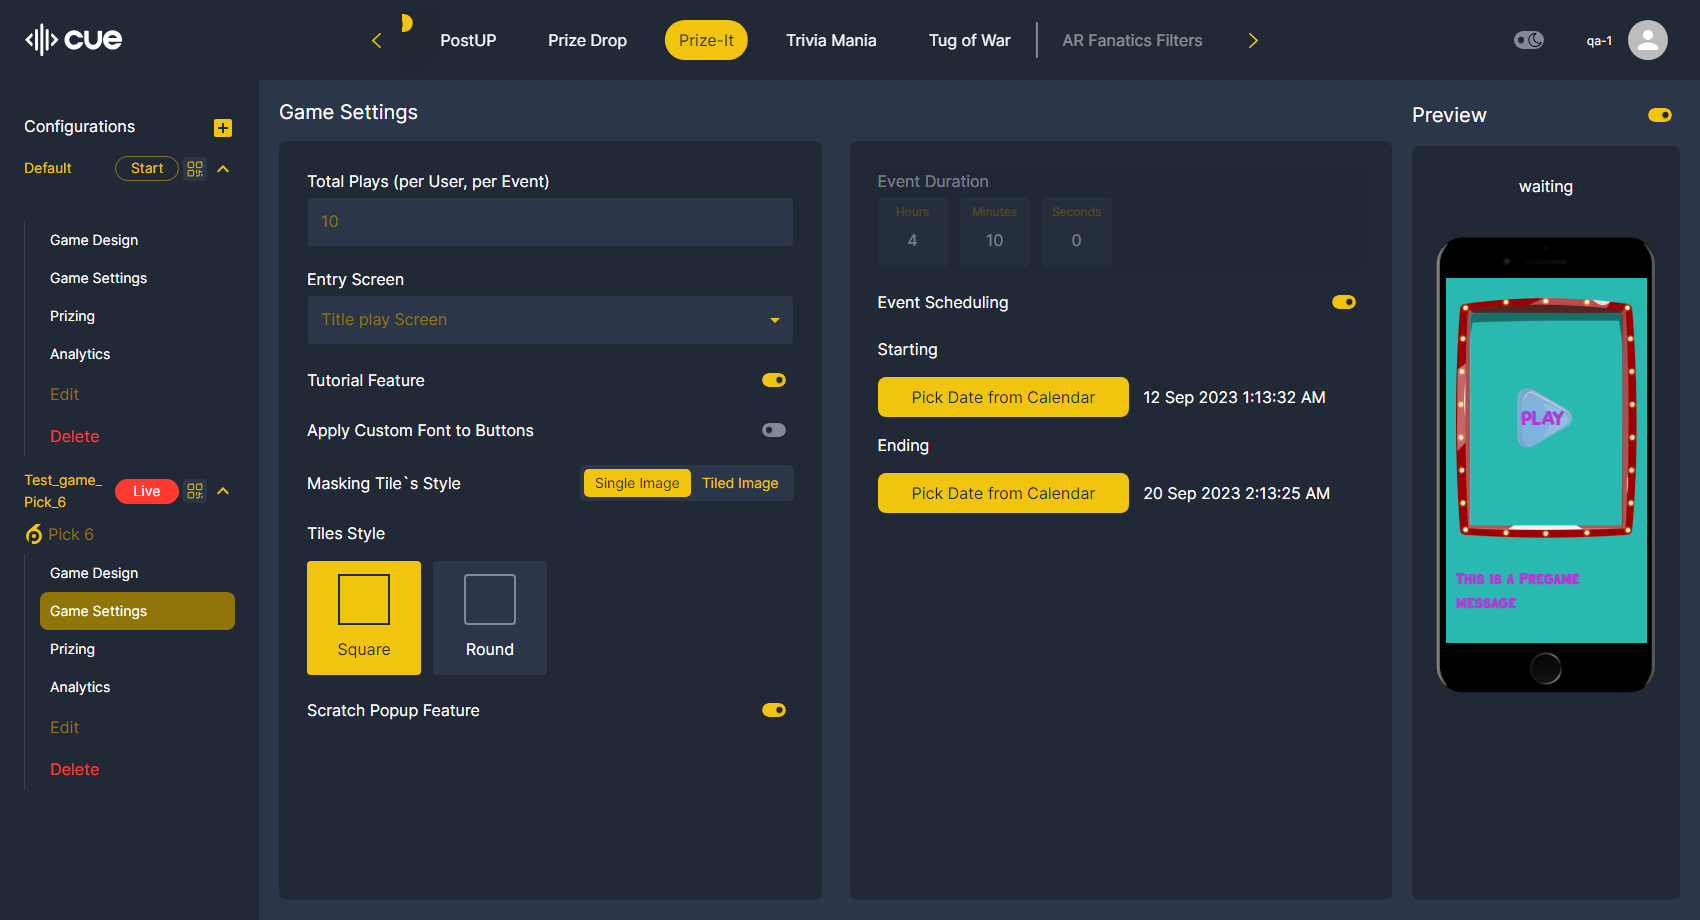 cue
PostUP
Prize Drop
Prize-It
Trivia Mania
Tug of War
AR Fanatics Filters
qa-1
Configurations
Default
Start
Game Design
Game Settings
Prizing
Analytics
Edit
Delete
Test_game_
Pick_6
Live
Pick 6
Game Design
Game Settings
Prizing
Analytics
Edit
Delete
Game Settings
Total Plays (per User, per Event)
10
Entry Screen
Title play Screen
Tutorial Feature
Apply Custom Font to Buttons
Masking Tile`s Style
Single Image
Tiled Image
Tiles Style
Square
Round
Scratch Popup Feature
Event Duration
Hours
Minutes
Seconds
4
10
0
Event Scheduling
Starting
Pick Date from Calendar
12 Sep 2023 1:13:32 AM
Ending
Pick Date from Calendar
20 Sep 2023 2:13:25 AM
Preview
waiting
PLAY
This is a Pregame
message